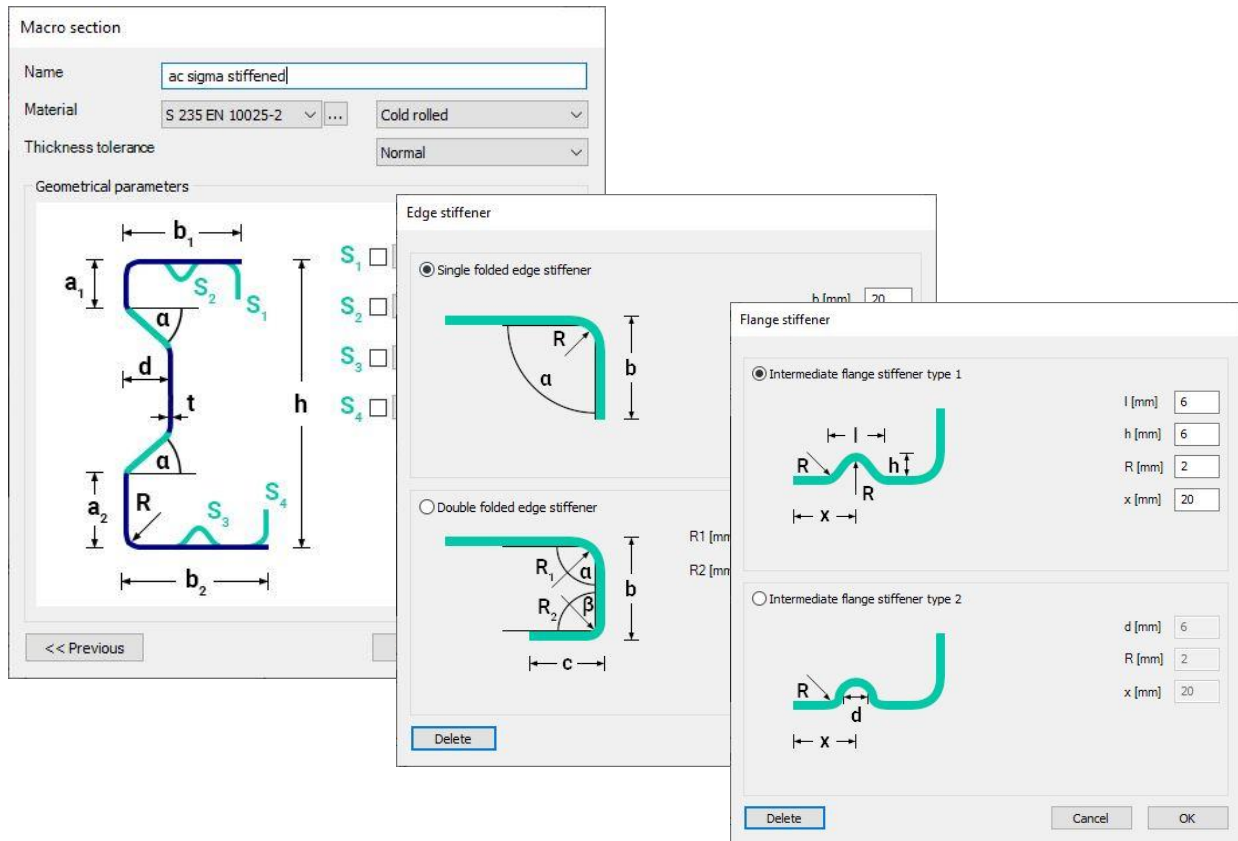 Macro section
Name
ac sigma stiffened
Material
S 235 EN 10025-2
...
Cold rolled
Thickness tolerance
Normal
Geometrical parameters
b1
a1
S2
S1
α
d
t
h
α
a2
R
S3
S4
b2
S1
S2
S3
S4
<< Previous
Edge stiffener
Single folded edge stiffener
b [mm] 20
R
α
b
Double folded edge stiffener
R1 [mm
R2 [mm
R1
α
R2
β
b
c
Delete
Flange stiffener
Intermediate flange stiffener type 1
l [mm] 6
h [mm] 6
R [mm] 2
x [mm] 20
l
R
h
R
x
Intermediate flange stiffener type 2
d [mm] 6
R [mm] 2
x [mm] 20
R
d
x
Delete
Cancel
OK